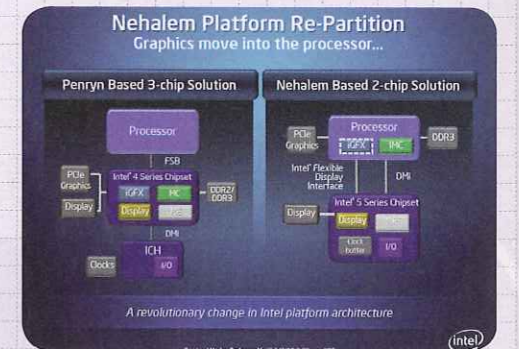 Nehalem Platform Re-Partition
Graphics move into the processor...
Penryn Based 3-chip Solution
Processor
FSB
PCIe Graphics
Intel® 4 Series Chipset
iGFX
MC
DDR2/ DDR3
Display
Display
DMI
ICH
Clocks
I/O
Nehalem Based 2-chip Solution
Processor
PCIe Graphics
iGFX
IMC
DDR3
Intel® Flexible Display Interface
DMI
Intel® 5 Series Chipset
Display
Display
Clock buffer
I/O
A revolutionary change in Intel platform architecture
intel